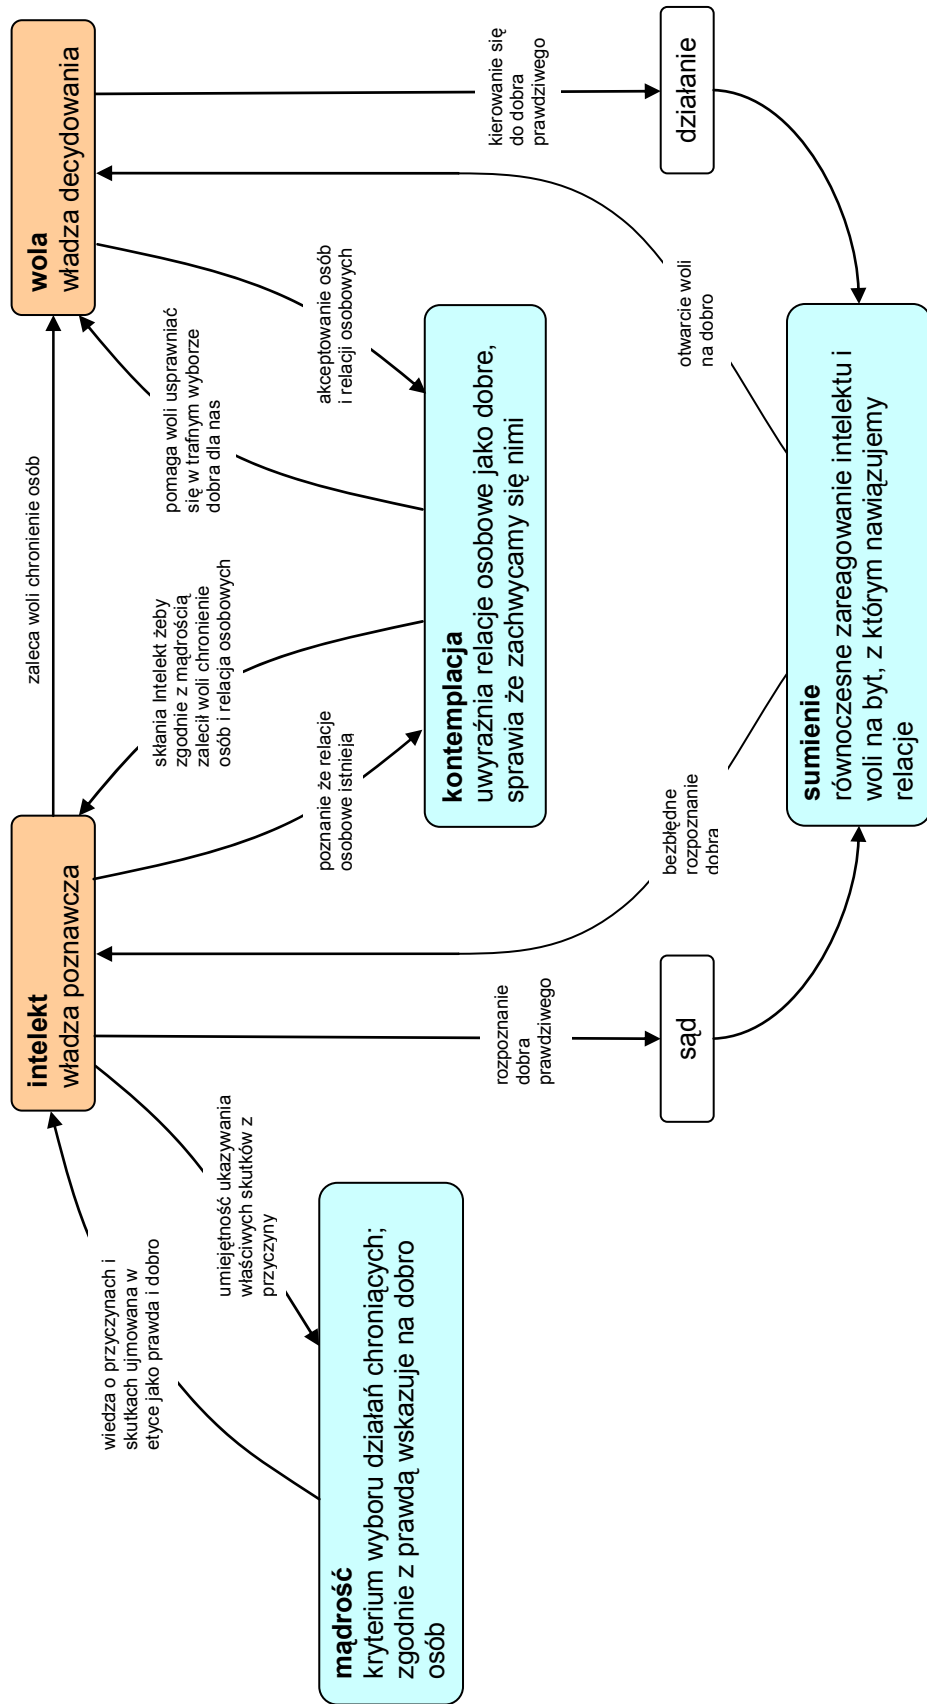 intelekt
władza poznawcza
zaleca woli chronienie osób
wola
władza decydowania
wiedza o przyczynach i
skutkach ujmowana w
etyce jako prawda i dobro
umiejętność ukazywania
właściwych skutków z
przyczyny
skłania Intelekt żeby
zgodnie z mądrością
zalecił woli chronienie
osób i relacja osobowych
pomaga woli usprawniać
się w trafnym wyborze
dobra dla nas
poznanie że relacje
osobowe istnieją
akceptowanie osób
i relacji osobowych
mądrość
kryterium wyboru działań chroniących;
zgodnie z prawdą wskazuje na dobro
osób
kontemplacja
uwyraźnia relacje osobowe jako dobre,
sprawia że zachwycamy się nimi
rozpoznanie
dobra
prawdziwego
kierowanie się
do dobra
prawdziwego
bezbłędne
rozpoznanie
dobra
otwarcie woli
na dobro
sąd
działanie
sumienie
równoczesne zareagowanie intelektu i
woli na byt, z którym nawiązujemy
relacje